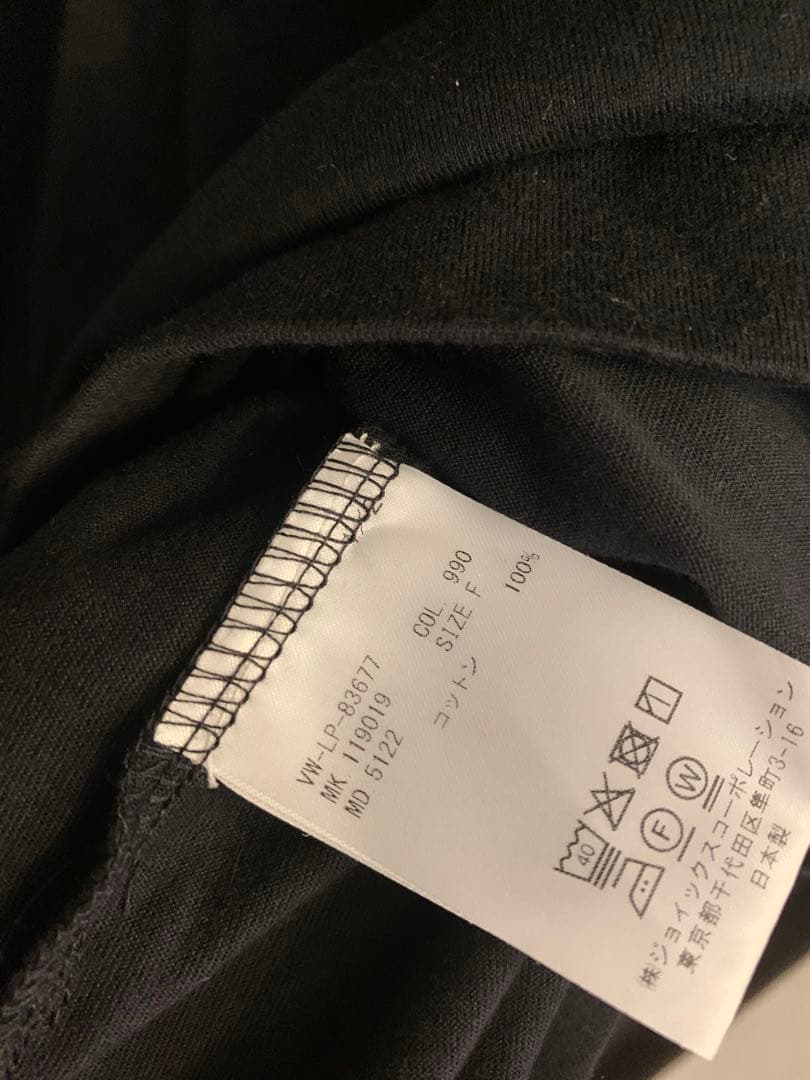 VW-LP-83677
MK 119019
MD 5122
COL. 990
SIZE F
コットン 100%
40
F
W
㈱ジョイックスコーポレーション
東京都千代田区隼町3-16
日本製